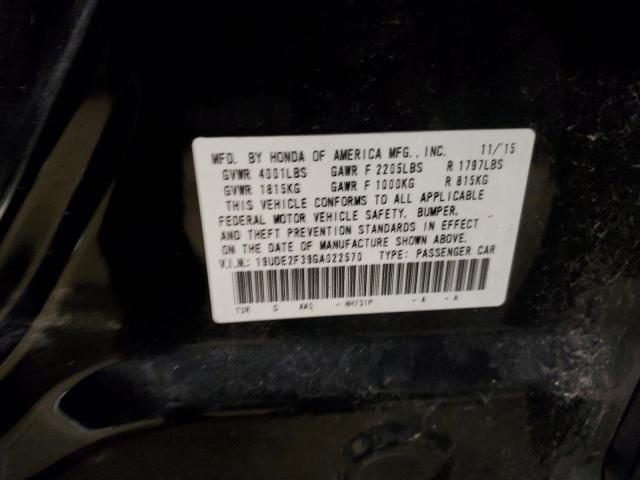 MFD. BY HONDA OF AMERICA MFG., INC. 11/'15
GVWR 4001LBS GAWR F 2205LBS R 1797LBS
GVWR 1815KG GAWR F 1000KG R 815KG
THIS VEHICLE CONFORMS TO ALL APPLICABLE
FEDERAL MOTOR VEHICLE SAFETY, BUMPER,
AND THEFT PREVENTION STANDARDS IN EFFECT
ON THE DATE OF MANUFACTURE SHOWN ABOVE.
V.I.N.: 19UDE2F39GA022570 TYPE: PASSENGER CAR
G AAS - NH731P - A - A